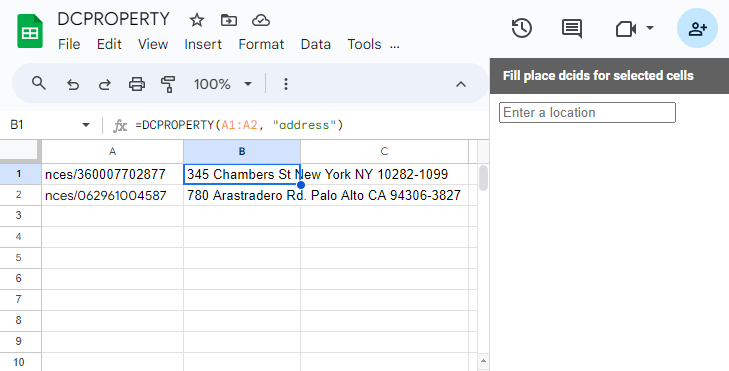 DCPROPERTY
File Edit View Insert Format Data Tools ...
100%
Fill place dcids for selected cells
Enter a location
B1 fx =DCPROPERTY(A1:A2, "address")
A B C
1 nces/360007702877 345 Chambers St New York NY 10282-1099
2 nces/062961004587 780 Arastradero Rd. Palo Alto CA 94306-3827
3
4
5
6
7
8
9
10